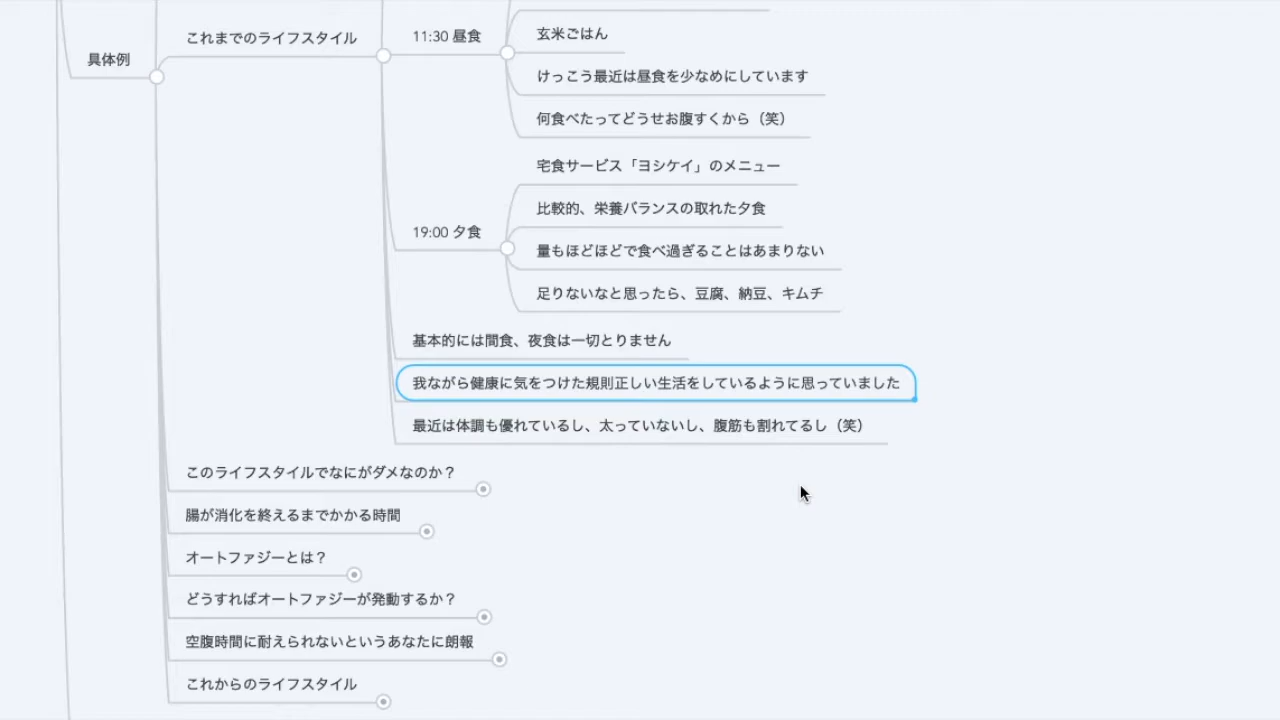 具体例
これまでのライフスタイル
11:30 昼食
玄米ごはん
けっこう最近は昼食を少なめにしています
何食べたってどうせお腹すくから（笑）
19:00 夕食
宅食サービス「ヨシケイ」のメニュー
比較的、栄養バランスの取れた夕食
量もほどほどで食べ過ぎることはあまりない
足りないなと思ったら、豆腐、納豆、キムチ
基本的には間食、夜食は一切とりません
我ながら健康に気をつけた規則正しい生活をしているように思っていました
最近は体調も優れているし、太っていないし、腹筋も割れてるし（笑）
このライフスタイルでなにがダメなのか？
腸が消化を終えるまでかかる時間
オートファジーとは？
どうすればオートファジーが発動するか？
空腹時間に耐えられないというあなたに朗報
これからのライフスタイル